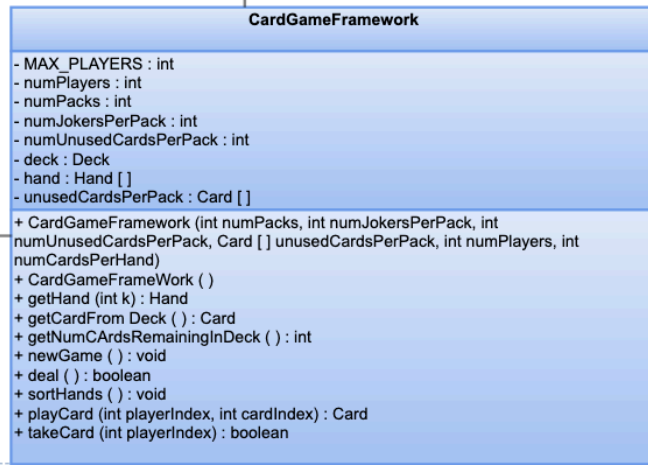 CardGameFramework
- MAX_PLAYERS : int
- numPlayers : int
- numPacks : int
- numJokersPerPack : int
- numUnusedCardsPerPack : int
- deck : Deck
- hand : Hand [ ]
- unusedCardsPerPack : Card [ ]
+ CardGameFramework (int numPacks, int numJokersPerPack, int
numUnusedCardsPerPack, Card [ ] unusedCardsPerPack, int numPlayers, int
numCardsPerHand)
+ CardGameFrameWork ( )
+ getHand (int k) : Hand
+ getCardFrom Deck ( ) : Card
+ getNumCArdsRemainingInDeck ( ) : int
+ newGame ( ) : void
+ deal ( ) : boolean
+ sortHands ( ) : void
+ playCard (int playerIndex, int cardIndex) : Card
+ takeCard (int playerIndex) : boolean